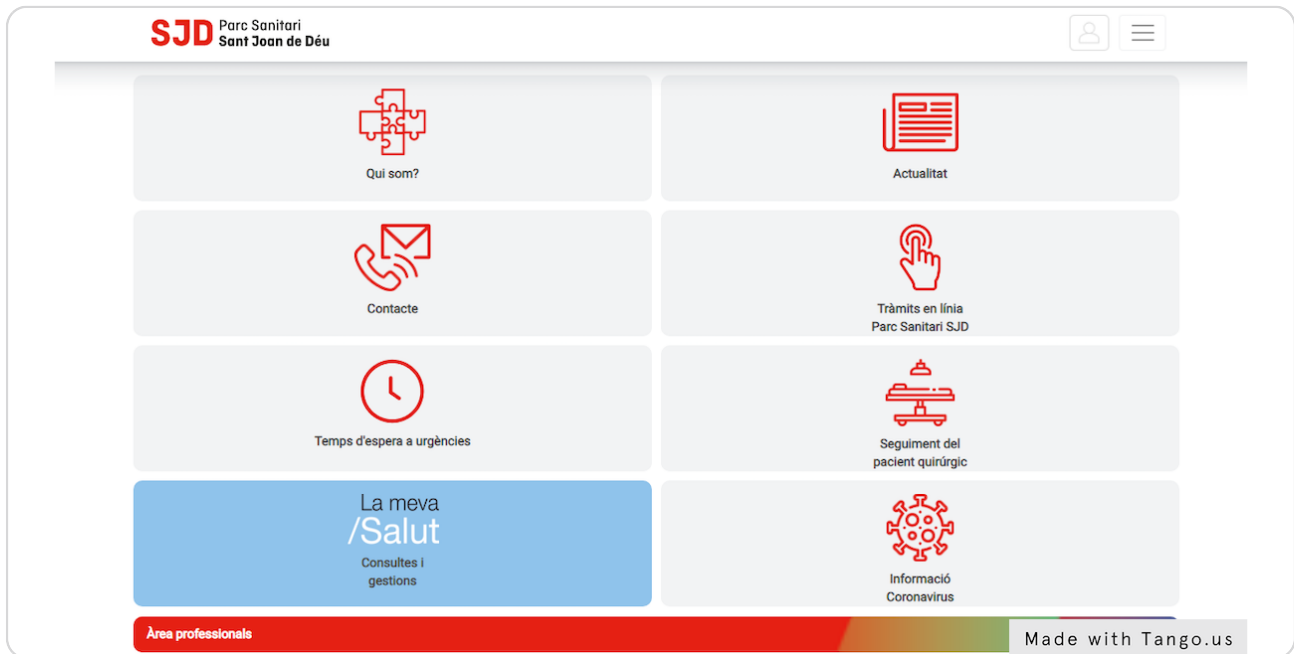 SJD Parc Sanitari
Sant Joan de Déu
Qui som?
Actualitat
Contacte
Tràmits en línia
Parc Sanitari SJD
Temps d'espera a urgències
Seguiment del
pacient quirúrgic
La meva
/Salut
Consultes i
gestions
Informació
Coronavirus
Àrea professionals
Made with Tango.us